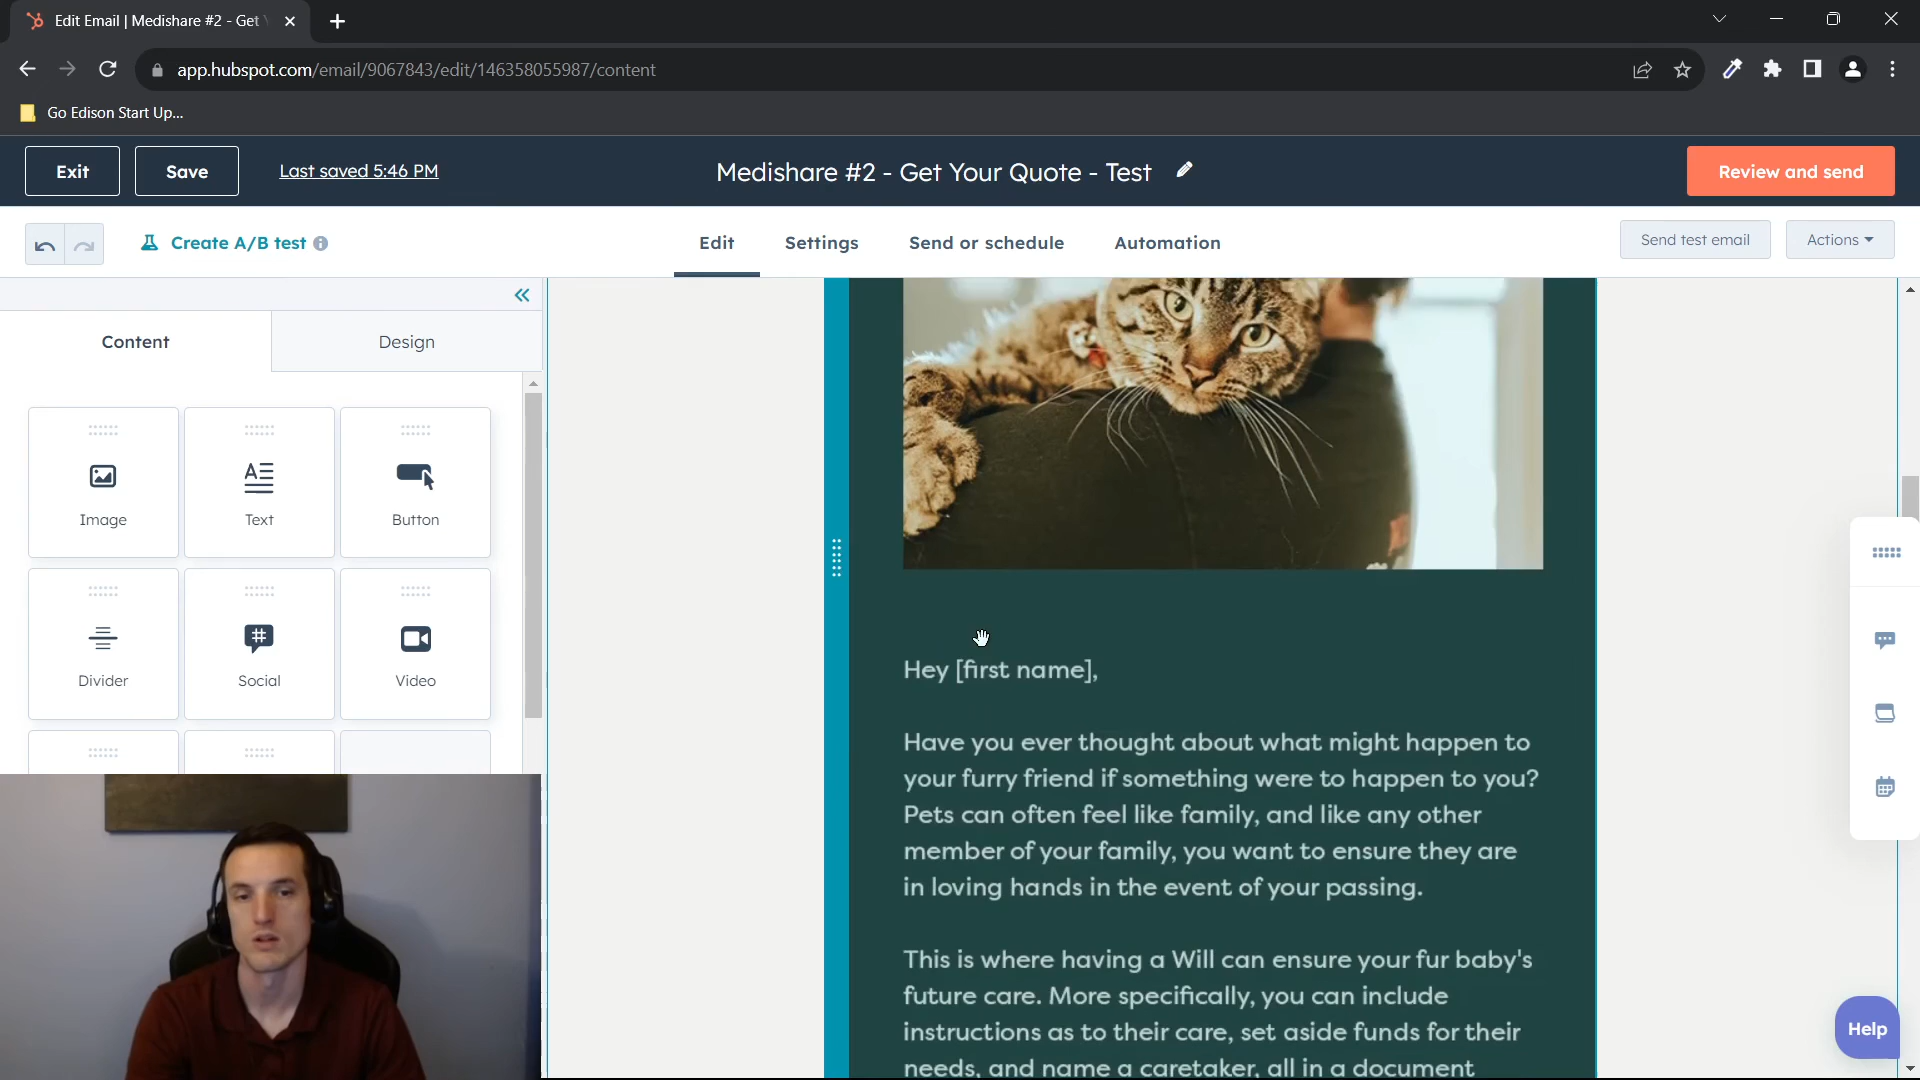 Edit Email | Medishare #2 - Get
app.hubspot.com/email/9067843/edit/146358055987/content
Go Edison Start Up...
Exit
Save
Last saved 5:46 PM
Medishare #2 - Get Your Quote - Test
Review and send
Create A/B test
Edit
Settings
Send or schedule
Automation
Send test email
Actions
Content
Design
Image
Text
Button
Divider
Social
Video
Hey [first name],
Have you ever thought about what might happen to
your furry friend if something were to happen to you?
Pets can often feel like family, and like any other
member of your family, you want to ensure they are
in loving hands in the event of your passing.
This is where having a Will can ensure your fur baby's
future care. More specifically, you can include
instructions as to their care, set aside funds for their
needs, and name a caretaker, all in a document
Help